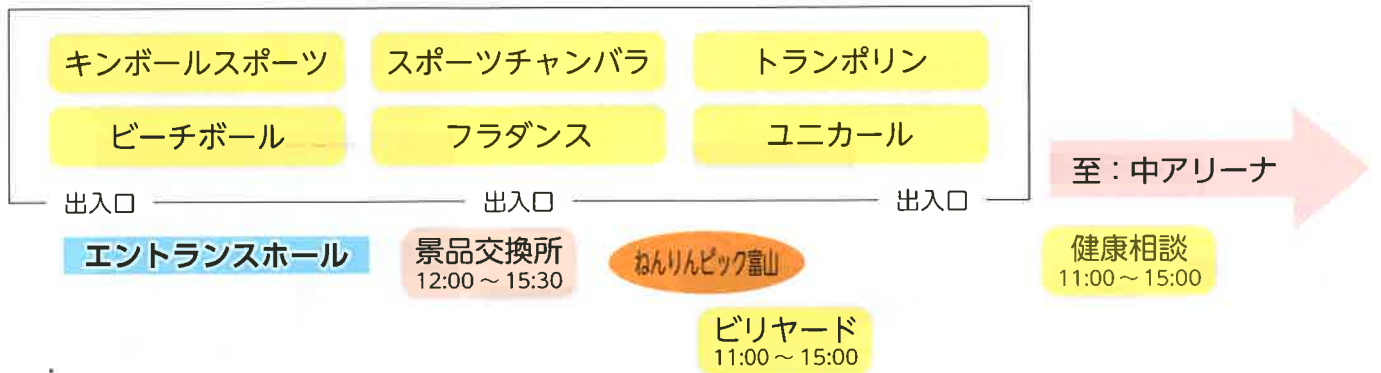 キンボールスポーツ
スポーツチャンバラ
トランポリン
ビーチボール
フラダンス
ユニカール
至：中アリーナ
出入口
出入口
出入口
エントランスホール
景品交換所
12:00～15:30
ねんりんピック富山
健康相談
11:00～15:00
ビリヤード
11:00～15:00